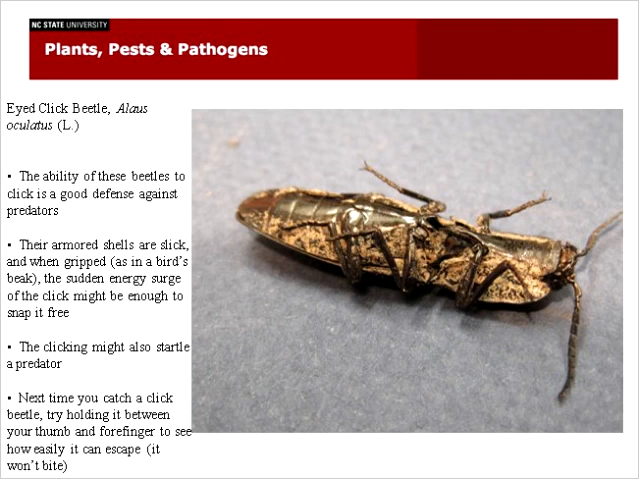 NC STATE UNIVERSITY
Plants, Pests & Pathogens
Eyed Click Beetle, Alaus
oculatus (L.)
• The ability of these beetles to
click is a good defense against
predators
• Their armored shells are slick,
and when gripped (as in a bird’s
beak), the sudden energy surge
of the click might be enough to
snap it free
• The clicking might also startle
a predator
• Next time you catch a click
beetle, try holding it between
your thumb and forefinger to see
how easily it can escape (it
won’t bite)